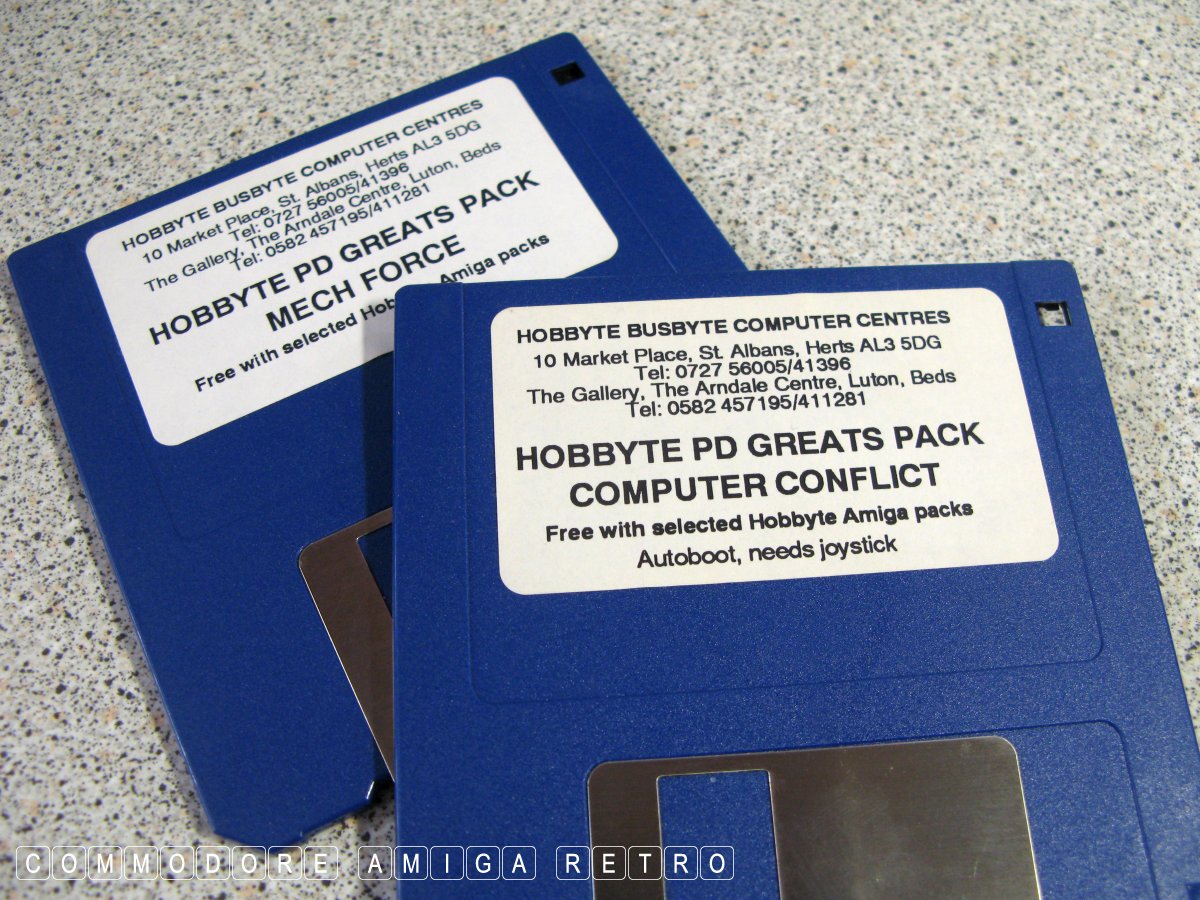 HOBBYTE BUSBYTE COMPUTER CENTRES
10 Market Place, St. Albans, Herts AL3 5DG
Tel: 0727 56005/41396
The Gallery, The Arndale Centre, Luton, Beds
Tel: 0582 457195/411281
HOBBYTE PD GREATS PACK
MECH FORCE
Free with selected Amiga packs
HOBBYTE BUSBYTE COMPUTER CENTRES
10 Market Place, St. Albans, Herts AL3 5DG
Tel: 0727 56005/41396
The Gallery, The Arndale Centre, Luton, Beds
Tel: 0582 457195/411281
HOBBYTE PD GREATS PACK
COMPUTER CONFLICT
Free with selected Hobbyte Amiga packs
Autoboot, needs joystick
COMMODORE AMIGA RETRO